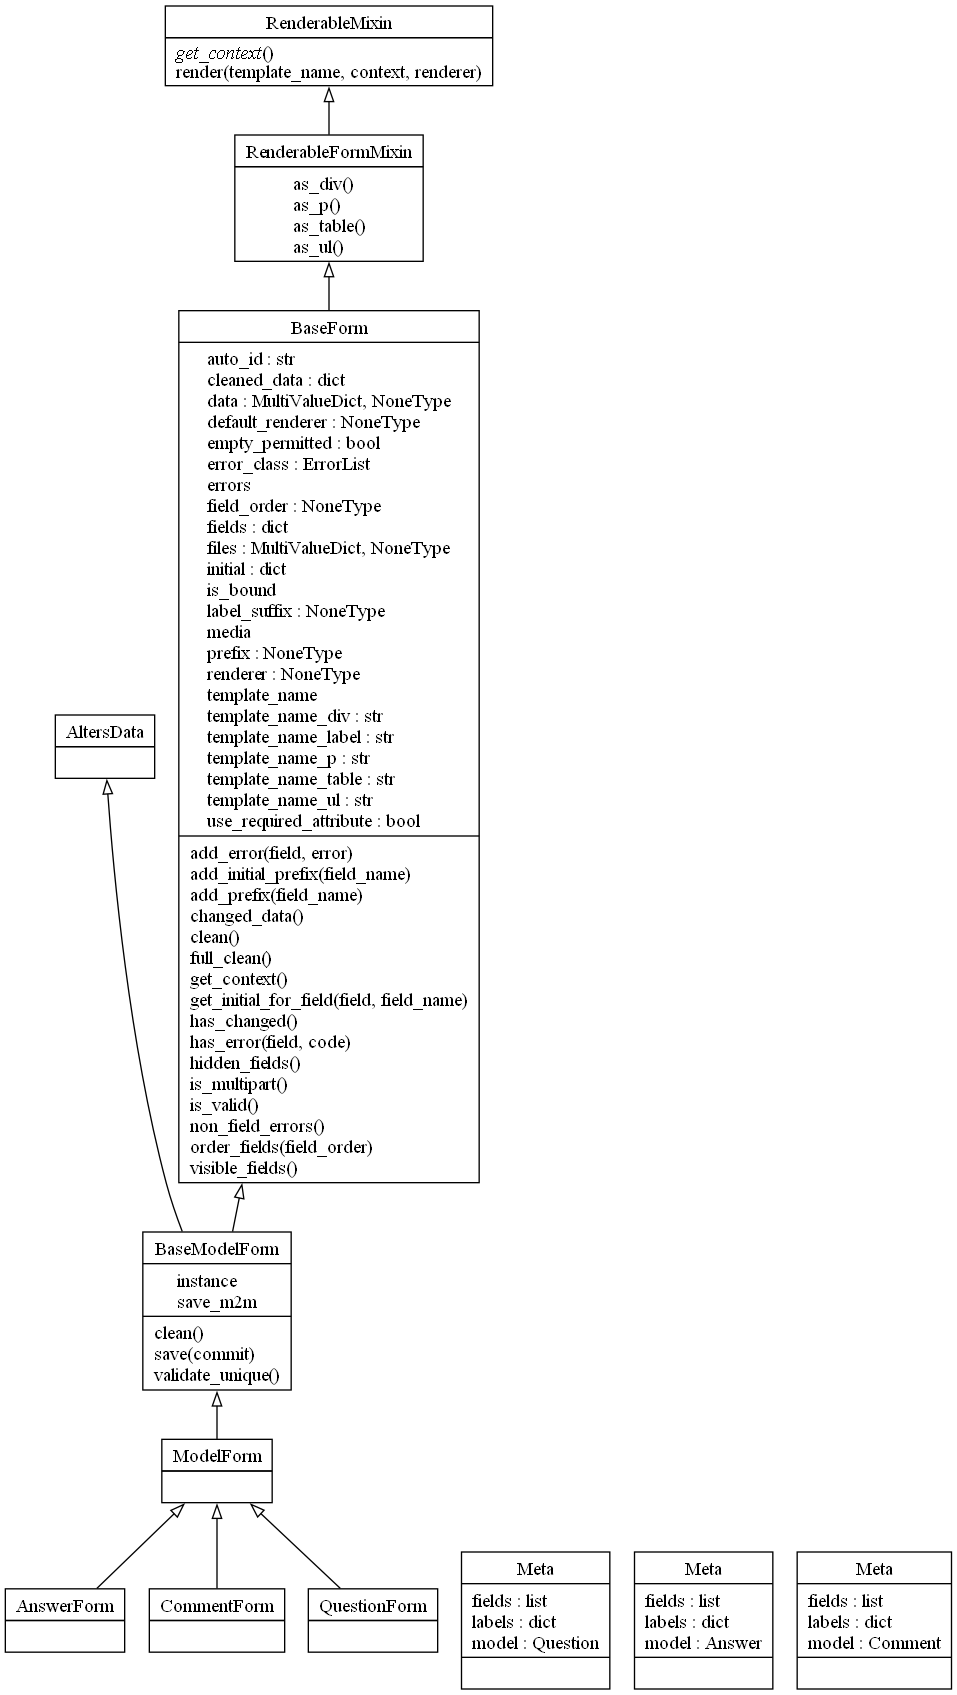 RenderableMixin
get_context()
render(template_name, context, renderer)
RenderableFormMixin
as_div()
as_p()
as_table()
as_ul()
BaseForm
auto_id : str
cleaned_data : dict
data : MultiValueDict, NoneType
default_renderer : NoneType
empty_permitted : bool
error_class : ErrorList
errors
field_order : NoneType
fields : dict
files : MultiValueDict, NoneType
initial : dict
is_bound
label_suffix : NoneType
media
prefix : NoneType
renderer : NoneType
template_name
template_name_div : str
template_name_label : str
template_name_p : str
template_name_table : str
template_name_ul : str
use_required_attribute : bool
add_error(field, error)
add_initial_prefix(field_name)
add_prefix(field_name)
changed_data()
clean()
full_clean()
get_context()
get_initial_for_field(field, field_name)
has_changed()
has_error(field, code)
hidden_fields()
is_multipart()
is_valid()
non_field_errors()
order_fields(field_order)
visible_fields()
AltersData
BaseModelForm
instance
save_m2m
clean()
save(commit)
validate_unique()
ModelForm
AnswerForm
CommentForm
QuestionForm
Meta
fields : list
labels : dict
model : Question
Meta
fields : list
labels : dict
model : Answer
Meta
fields : list
labels : dict
model : Comment